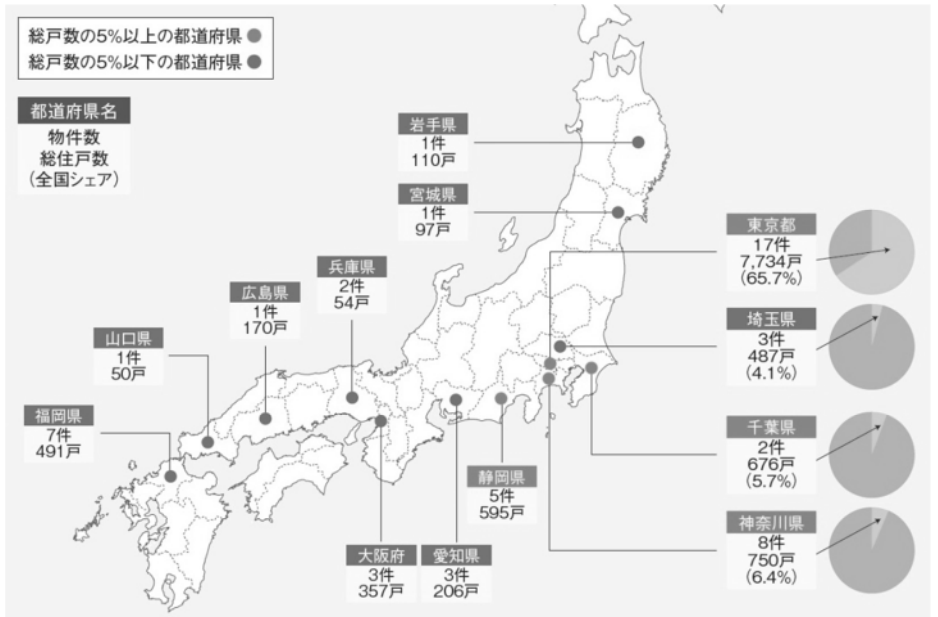 総戸数の5%以上の都道府県
総戸数の5%以下の都道府県
都道府県名
物件数
総住戸数
(全国シェア)
岩手県
1件
110戸
宮城県
1件
97戸
兵庫県
2件
54戸
広島県
1件
170戸
山口県
1件
50戸
福岡県
7件
491戸
東京都
17件
7,734戸
(65.7%)
埼玉県
3件
487戸
(4.1%)
千葉県
2件
676戸
(5.7%)
神奈川県
8件
750戸
(6.4%)
静岡県
5件
595戸
大阪府
3件
357戸
愛知県
3件
206戸